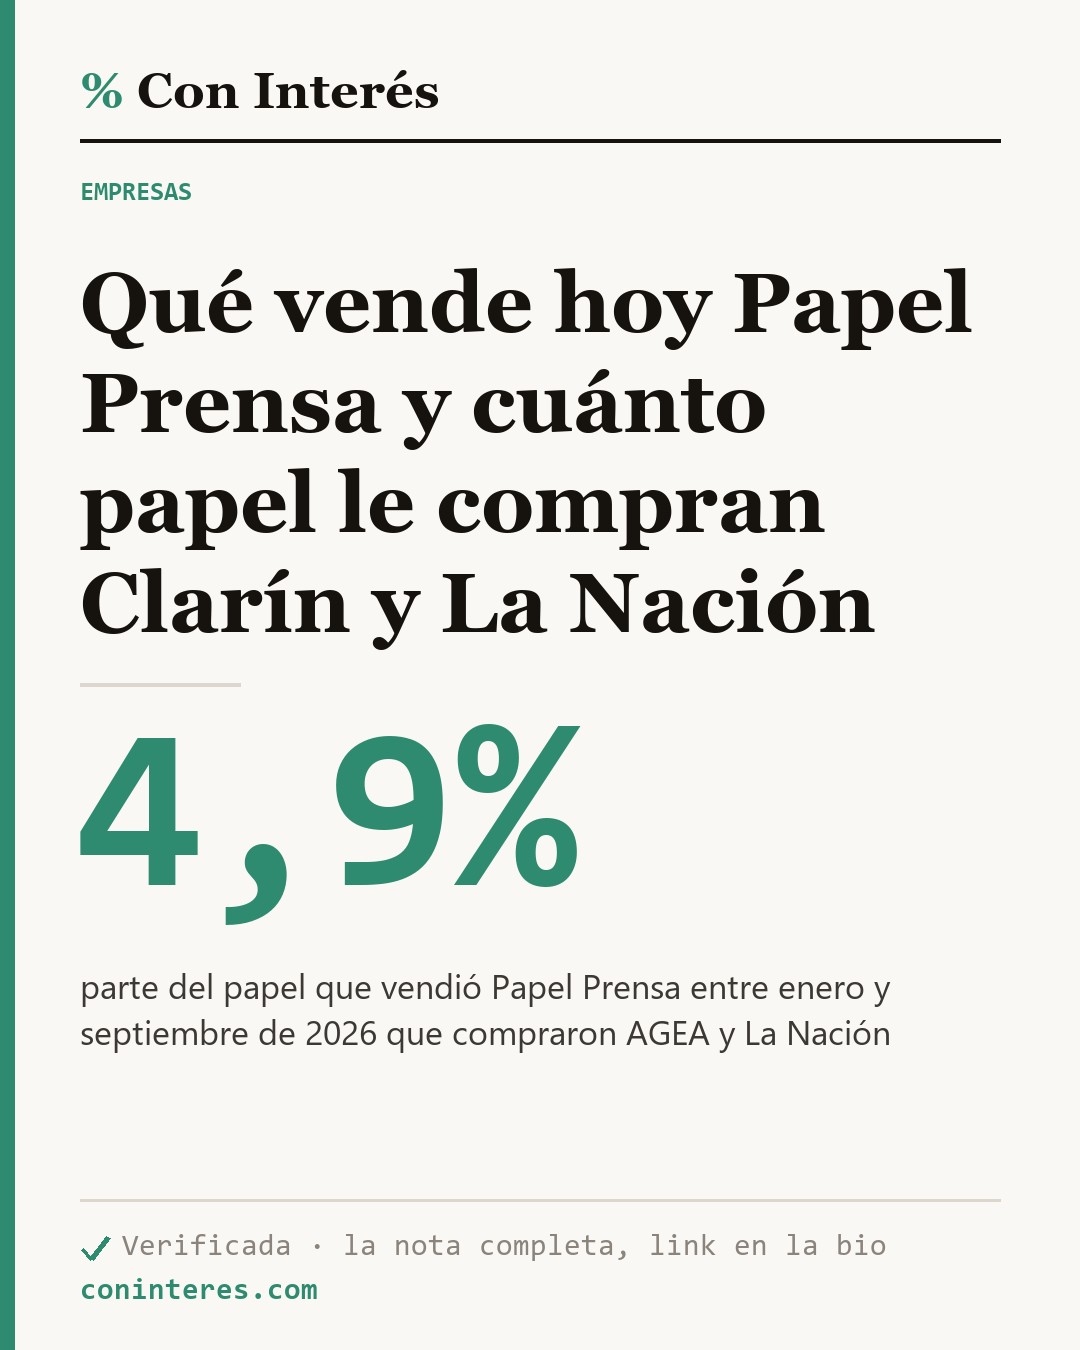 % Con Interés
EMPRESAS
Qué vende hoy Papel
Prensa y cuánto
papel le compran
Clarín y La Nación
4,9%
parte del papel que vendió Papel Prensa entre enero y
septiembre de 2026 que compraron AGEA y La Nación
✓ Verificada · la nota completa, link en la bio
coninteres.com